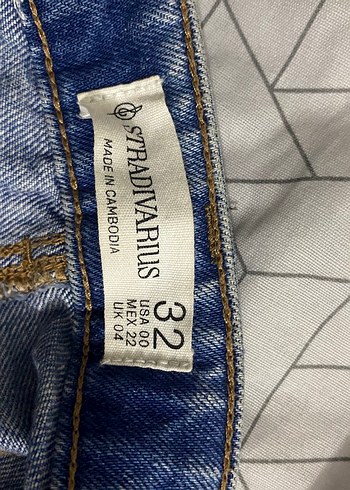 STRADIVARIUS
MADE IN CAMBODIA
32
USA 00
MEX 22
UK 04